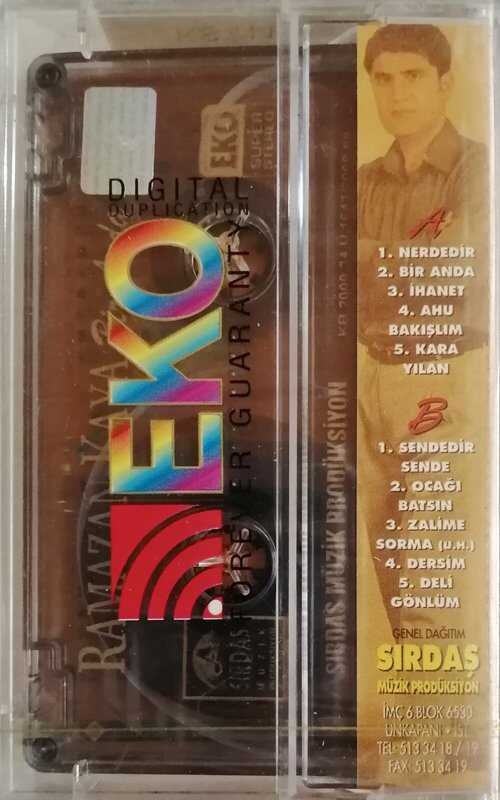 DIGITAL
DUPLICATION
EKO
FOREVER GUARANTY
EKO
SUPER
STEREO
RAMAZAN KAYA
SIRDAŞ
MÜZİK
SIRDAŞ MÜZİK PRODÜKSİYON
A
1. NERDEDİR
2. BİR ANDA
3. İHANET
4. AHU
BAKIŞLIM
5. KARA
YILAN
B
1. SENDEDİR
SENDE
2. OCAĞI
BATSIN
3. ZALİME
SORMA (U.H.)
4. DERSİM
5. DELİ
GÖNLÜM
GENEL DAĞITIM
SIRDAŞ
MÜZİK PRODÜKSİYON
İMÇ 6.BLOK 6530
UNKAPANI • İST.
TEL: 513 34 18 / 19
FAX: 513 34 19